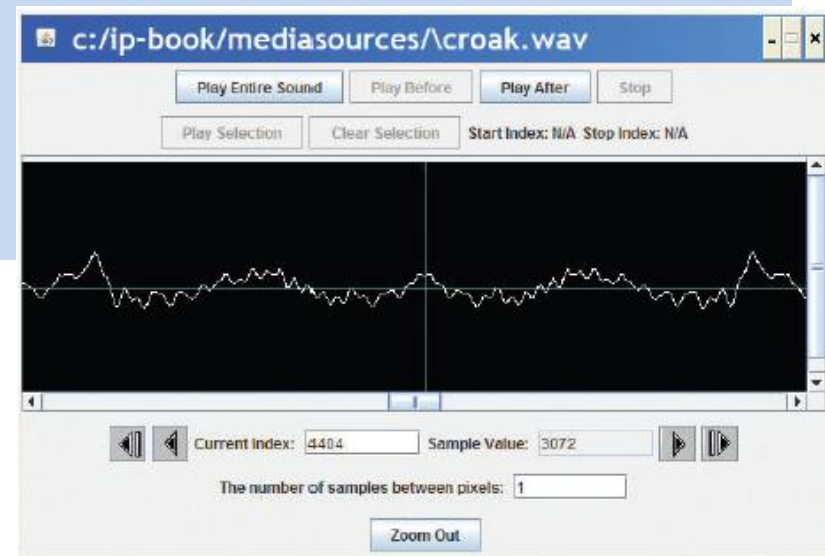 c:/ip-book/mediasources/\croak.wav
Play Entire Sound Play Before Play After Stop
Play Selection Clear Selection Start Index: N/A Stop Index: N/A
Current Index: 4404 Sample Value: 3072
The number of samples between pixels: 1
Zoom Out